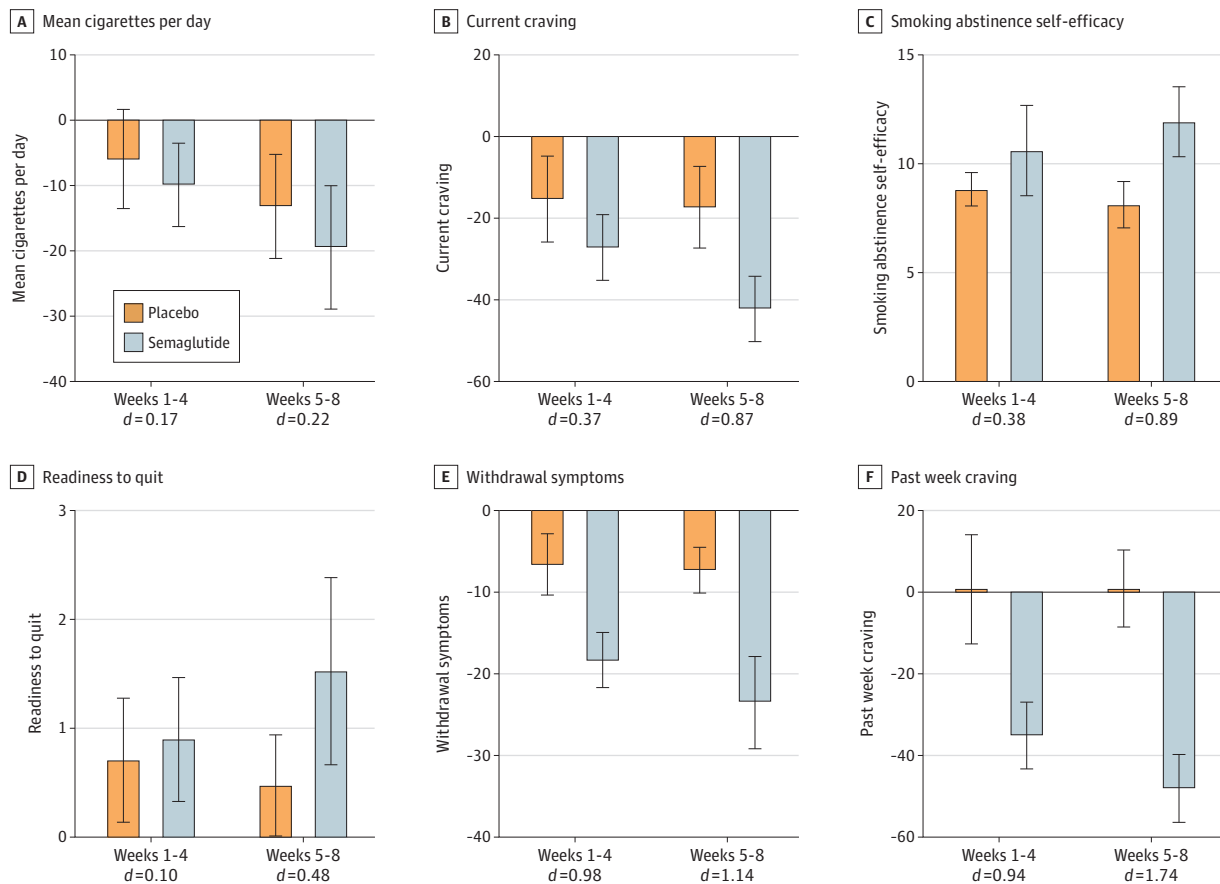 A Mean cigarettes per day
10
0
-10
-20
-30
-40
Mean cigarettes per day
Placebo
Semaglutide
Weeks 1-4
d=0.17
Weeks 5-8
d=0.22
B Current craving
20
0
-20
-40
-60
Current craving
Weeks 1-4
d=0.37
Weeks 5-8
d=0.87
C Smoking abstinence self-efficacy
15
10
5
0
Smoking abstinence self-efficacy
Weeks 1-4
d=0.38
Weeks 5-8
d=0.89
D Readiness to quit
3
2
1
0
Readiness to quit
Weeks 1-4
d=0.10
Weeks 5-8
d=0.48
E Withdrawal symptoms
0
-10
-20
-30
-40
Withdrawal symptoms
Weeks 1-4
d=0.98
Weeks 5-8
d=1.14
F Past week craving
20
0
-20
-40
-60
Past week craving
Weeks 1-4
d=0.94
Weeks 5-8
d=1.74